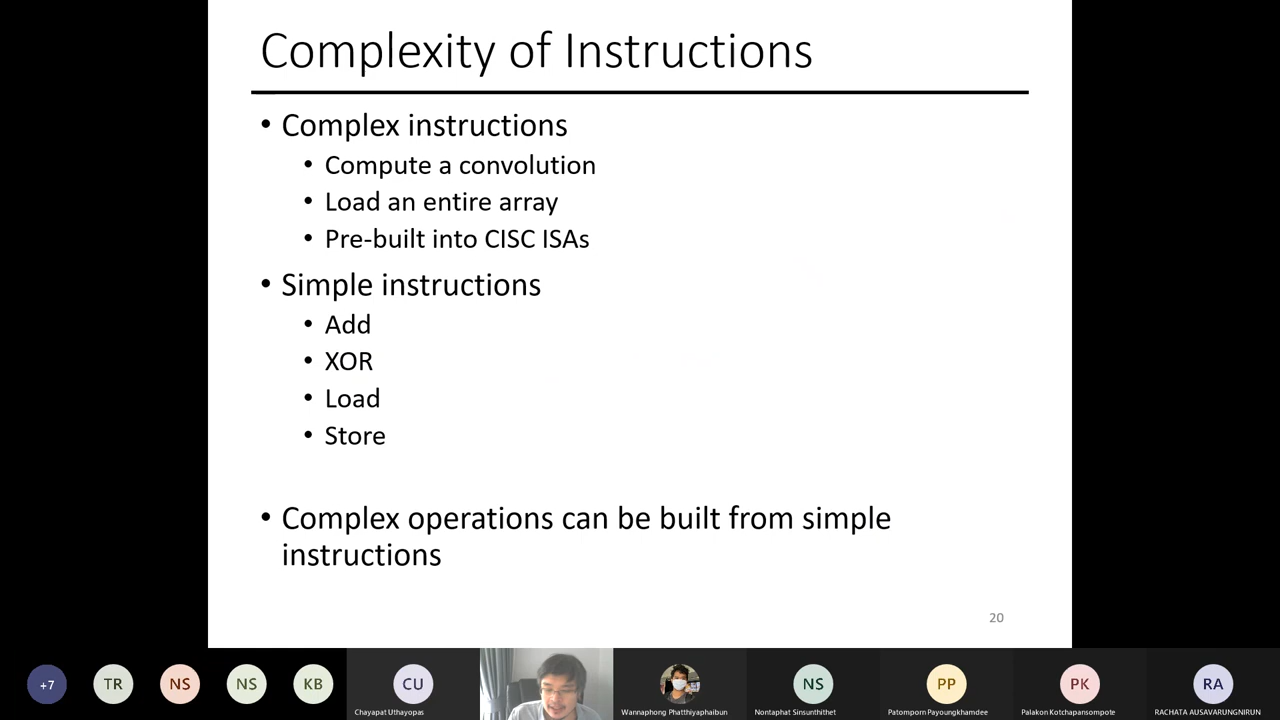 Complexity of Instructions
• Complex instructions
• Compute a convolution
• Load an entire array
• Pre-built into CISC ISAs
• Simple instructions
• Add
• XOR
• Load
• Store
• Complex operations can be built from simple
instructions
20
+7
TR
NS
NS
KB
CU
NS
PP
PK
RA
Chayapat Uthayopas
Wannaphong Phatthiyaphaibun
Nontaphat Sinsunthithet
Patomporn Payoungkhamdee
Palakon Kotchapansompote
RACHATA AUSAVARUNGNIRUN